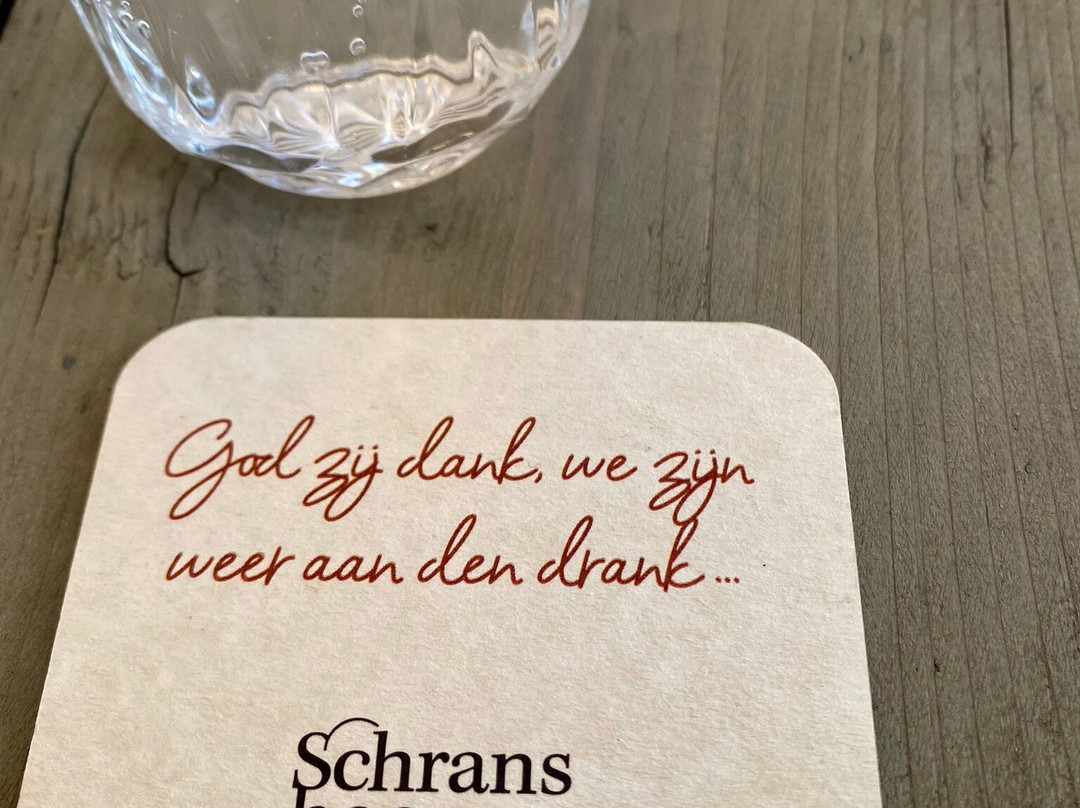 God zij dank, we zijn
weer aan den drank...
Schrans